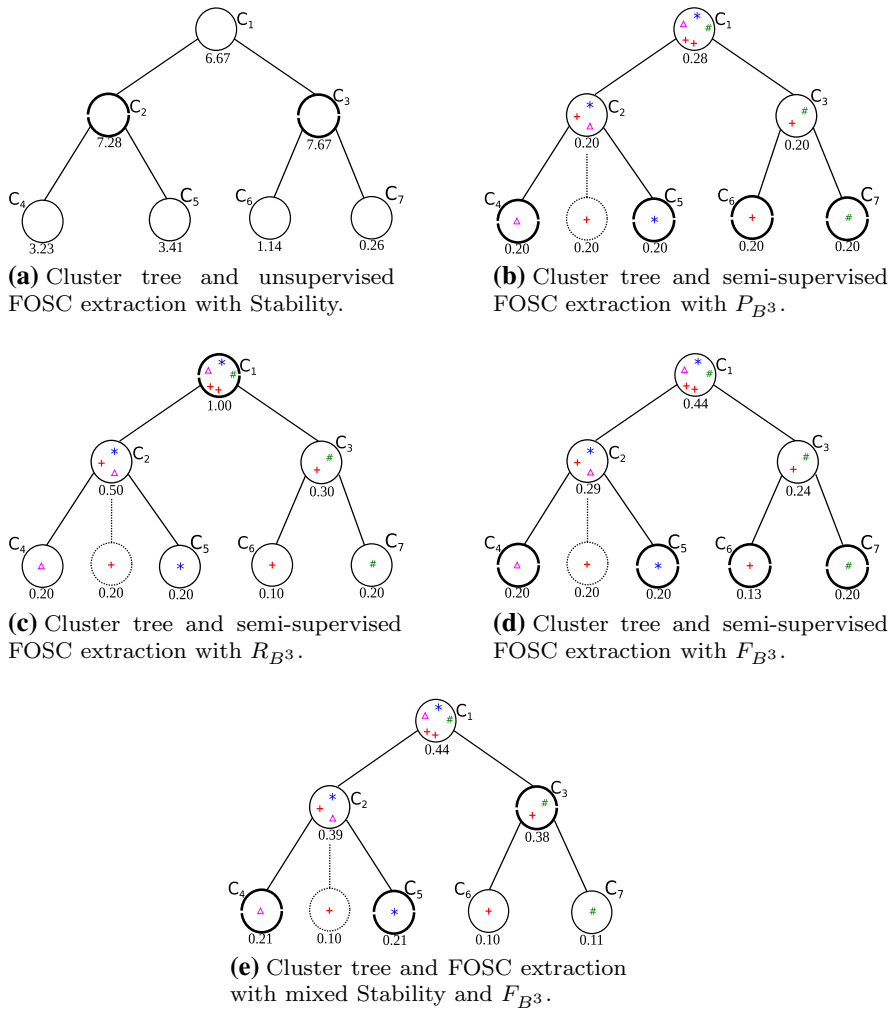 C1
6.67
C2
7.28
C3
7.67
C4
3.23
C5
3.41
C6
1.14
C7
0.26
(a) Cluster tree and unsupervised
FOSC extraction with Stability.
* Δ # + +
C1
0.28
* + Δ
C2
0.20
# +
C3
0.20
C4
Δ
0.20
+
0.20
C5
*
0.20
C6
+
0.20
C7
#
0.20
(b) Cluster tree and semi-supervised
FOSC extraction with P_{B^3}.
* Δ # + +
C1
1.00
* + Δ
C2
0.50
# +
C3
0.30
C4
Δ
0.20
+
0.20
C5
*
0.20
C6
+
0.10
C7
#
0.20
(c) Cluster tree and semi-supervised
FOSC extraction with R_{B^3}.
* Δ # + +
C1
0.44
* + Δ
C2
0.29
# +
C3
0.24
C4
Δ
0.20
+
0.20
C5
*
0.20
C6
+
0.13
C7
#
0.20
(d) Cluster tree and semi-supervised
FOSC extraction with F_{B^3}.
* Δ # + +
C1
0.44
* + Δ
C2
0.39
# +
C3
0.38
C4
Δ
0.21
+
0.10
C5
*
0.21
C6
+
0.10
C7
#
0.11
(e) Cluster tree and FOSC extraction
with mixed Stability and F_{B^3}.